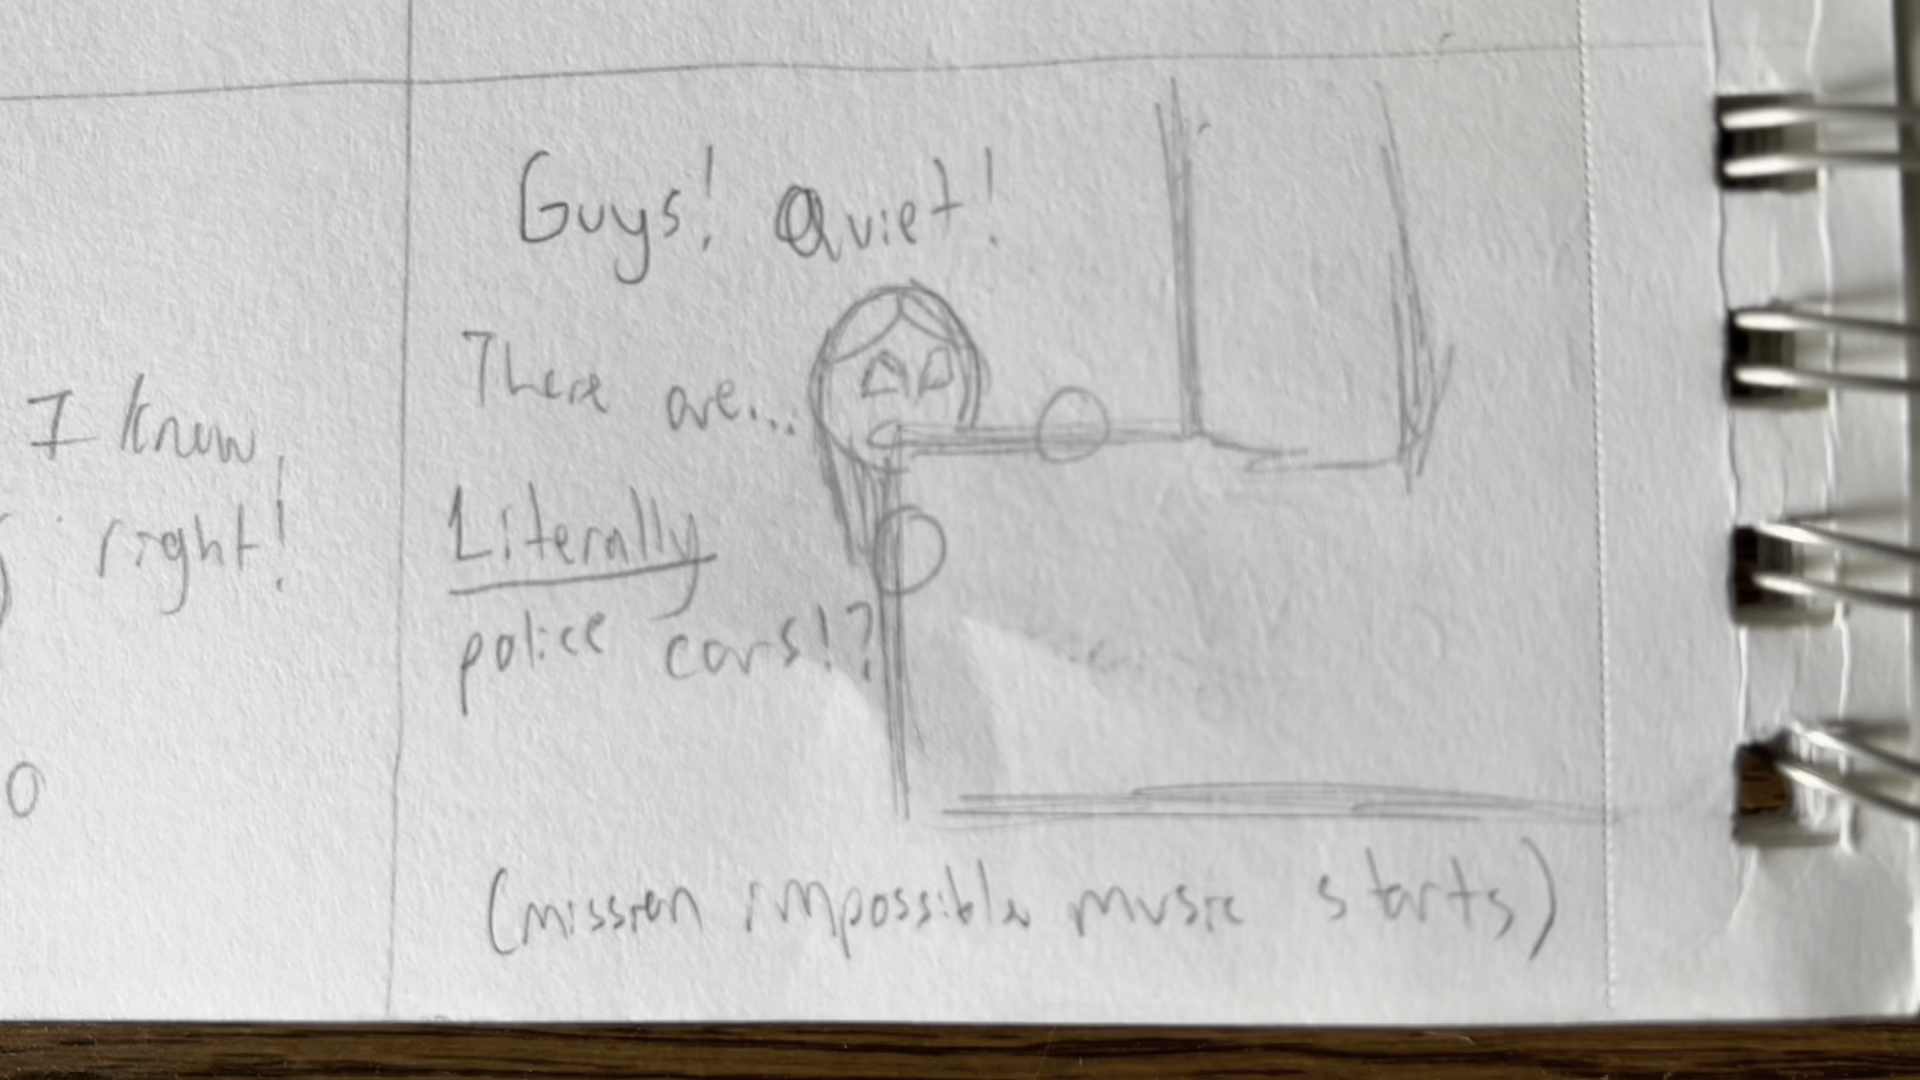 I know,
right!
Guys! Quiet!
There are...
Literally
police cars!?
(mission impossible music starts)